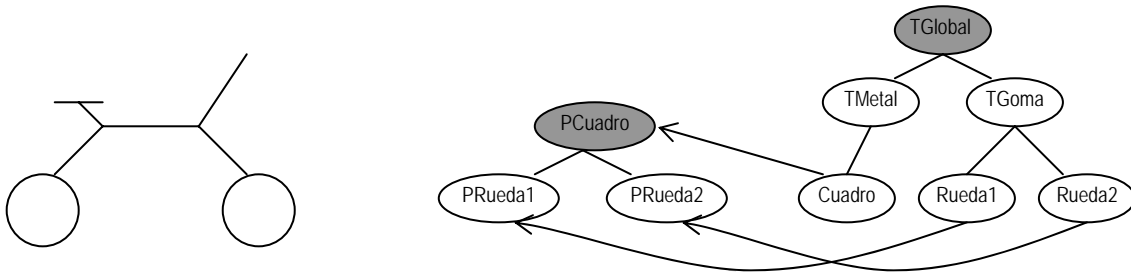 TGlobal
TMetal
TGoma
PCuadro
PRueda1
PRueda2
Cuadro
Rueda1
Rueda2